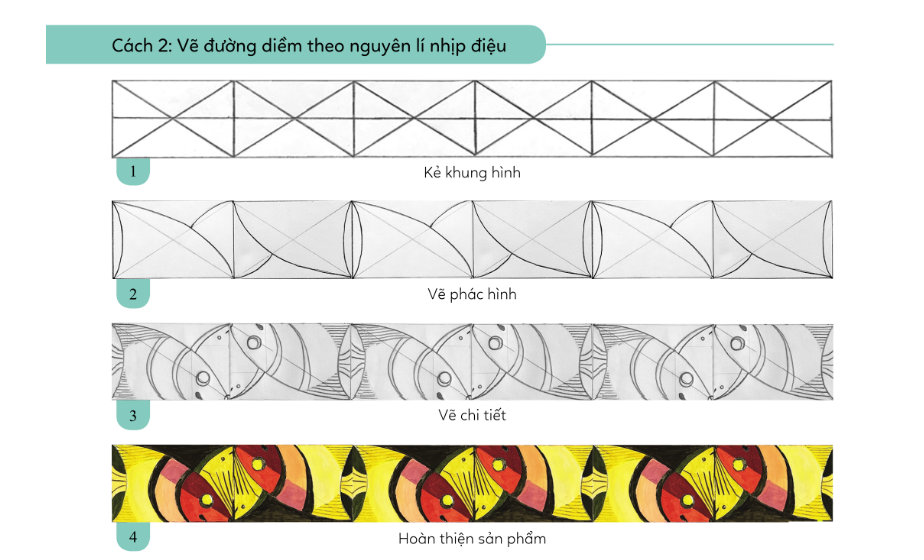 Cách 2: Vẽ đường diềm theo nguyên lí nhịp điệu
1
Kẻ khung hình
2
Vẽ phác hình
3
Vẽ chi tiết
4
Hoàn thiện sản phẩm